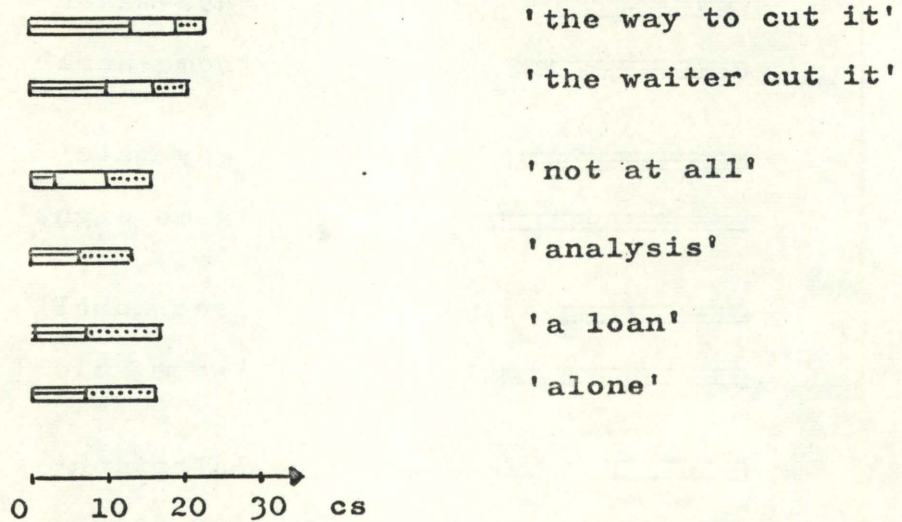 'the way to cut it'
'the waiter cut it'
'not at all'
'analysis'
'a loan'
'alone'
0 10 20 30 cs